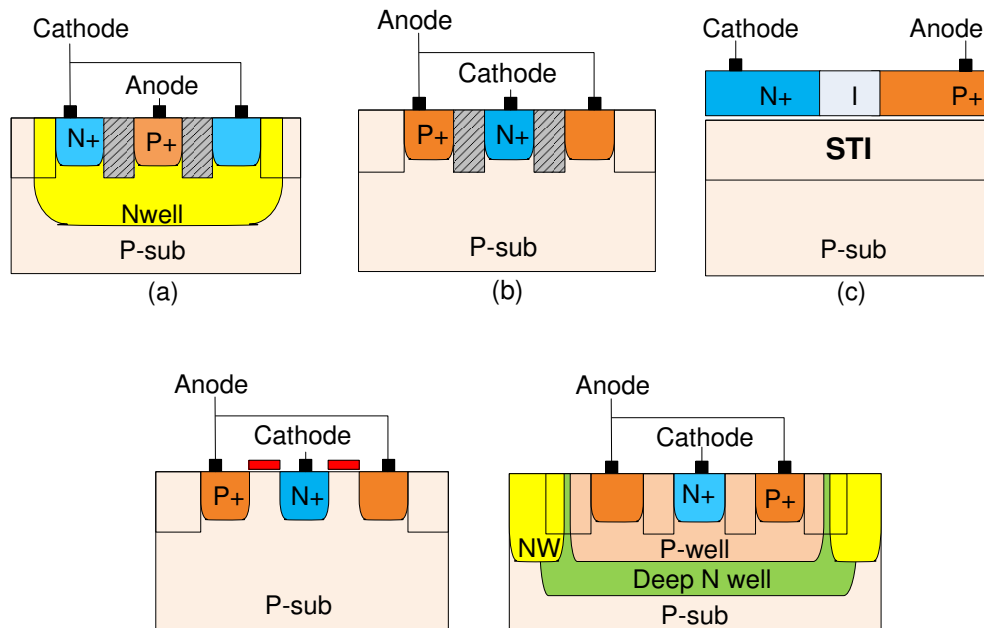 Cathode
Anode
N+
P+
Nwell
P-sub
(a)
Anode
Cathode
P+
N+
P-sub
(b)
Cathode
Anode
N+
I
P+
STI
P-sub
(c)
Anode
Cathode
P+
N+
P-sub
Anode
Cathode
N+
P+
NW
P-well
Deep N well
P-sub